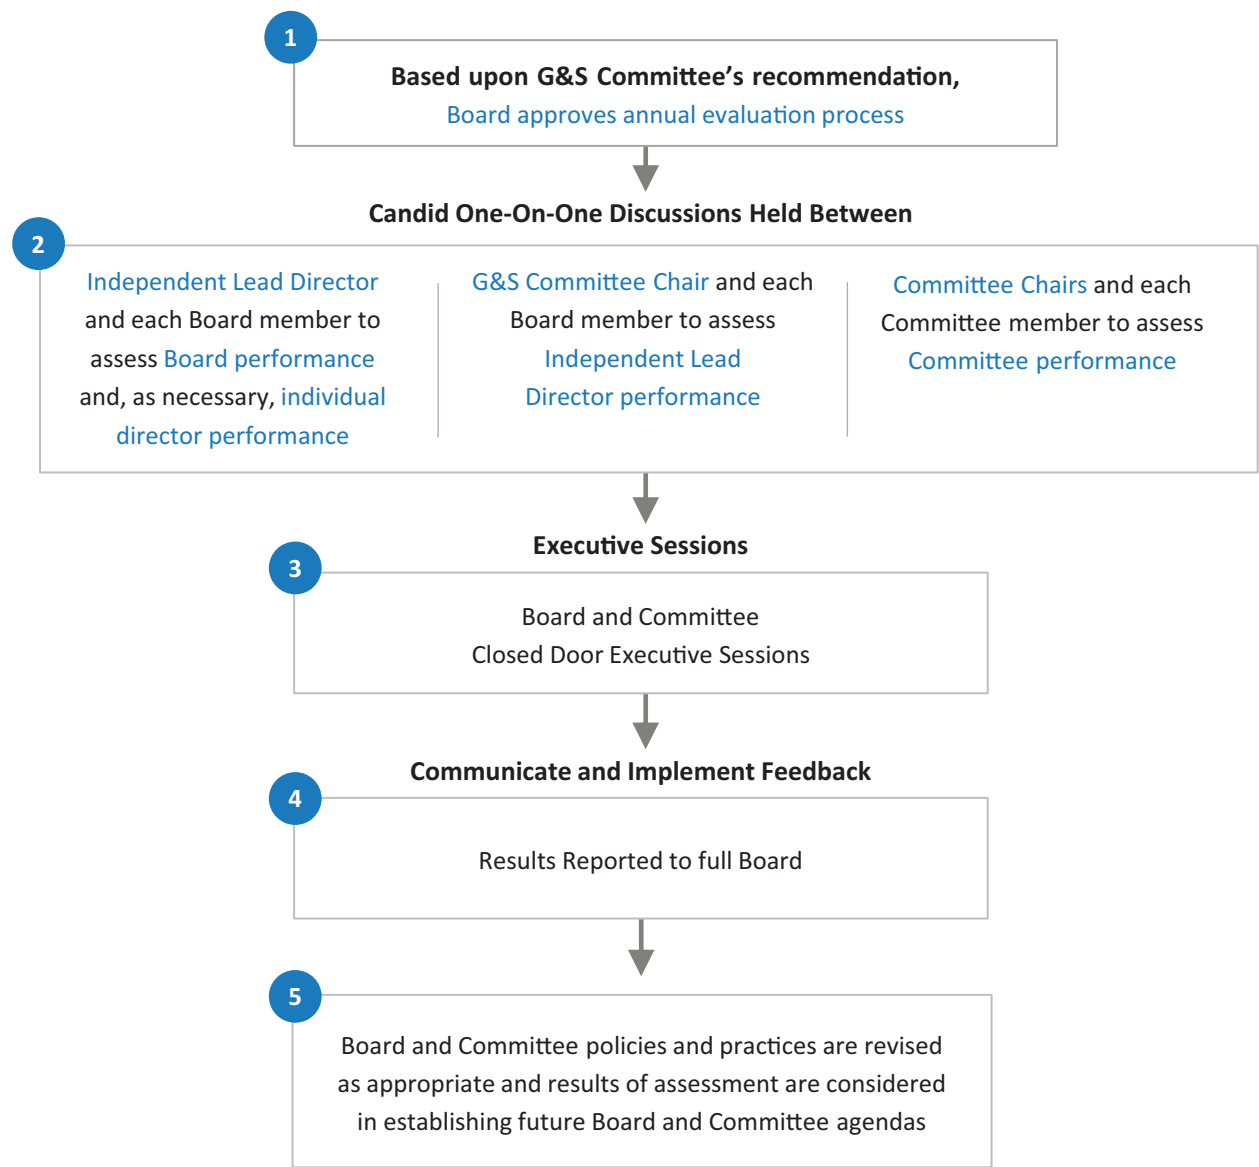 1
Based upon G&S Committee's recommendation,
Board approves annual evaluation process
Candid One-On-One Discussions Held Between
2
Independent Lead Director
and each Board member to
assess Board performance
and, as necessary, individual
director performance
G&S Committee Chair and each
Board member to assess
Independent Lead
Director performance
Committee Chairs and each
Committee member to assess
Committee performance
Executive Sessions
3
Board and Committee
Closed Door Executive Sessions
Communicate and Implement Feedback
4
Results Reported to full Board
5
Board and Committee policies and practices are revised
as appropriate and results of assessment are considered
in establishing future Board and Committee agendas